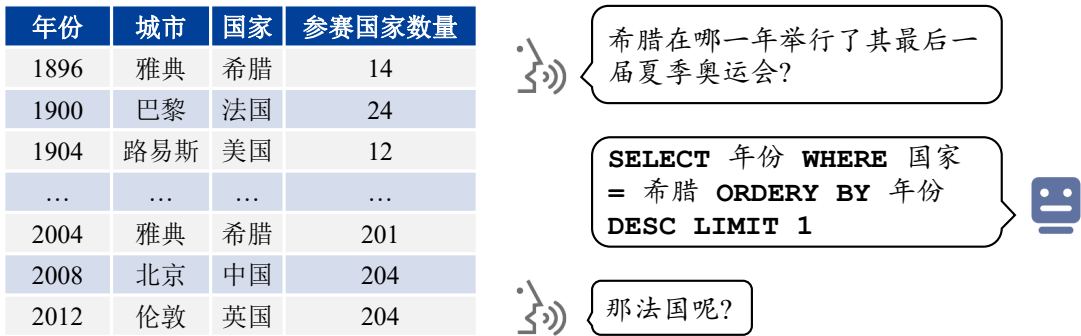 年份 城市 国家 参赛国家数量
1896 雅典 希腊 14
1900 巴黎 法国 24
1904 路易斯 美国 12
… … … …
2004 雅典 希腊 201
2008 北京 中国 204
2012 伦敦 英国 204
希腊在哪一年举行了其最后一
届夏季奥运会?
SELECT 年份 WHERE 国家
= 希腊 ORDERY BY 年份
DESC LIMIT 1
那法国呢?